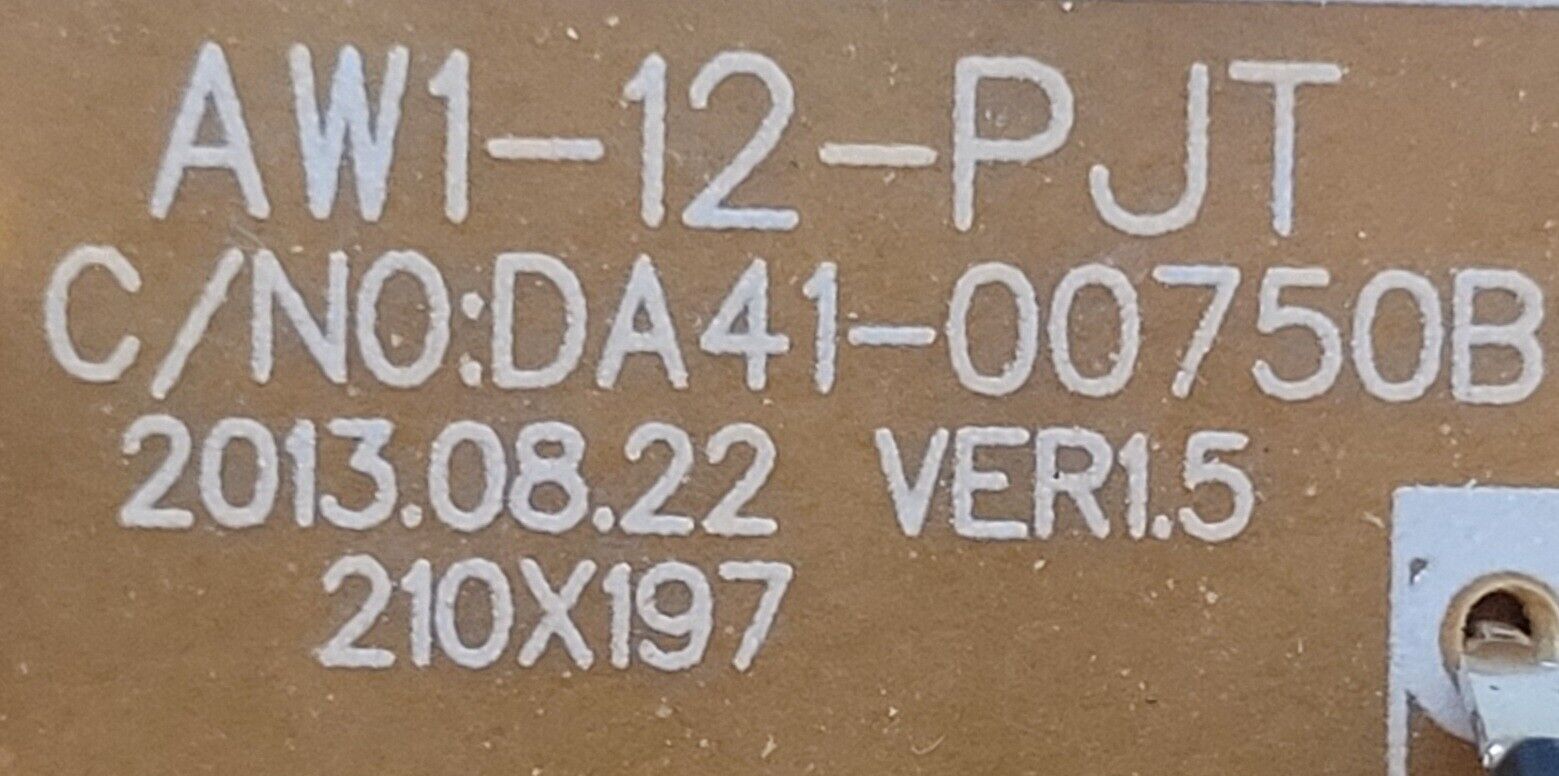 AW1-12-PJT
C/NO:DA41-00750B
2013.08.22 VER1.5
210X197